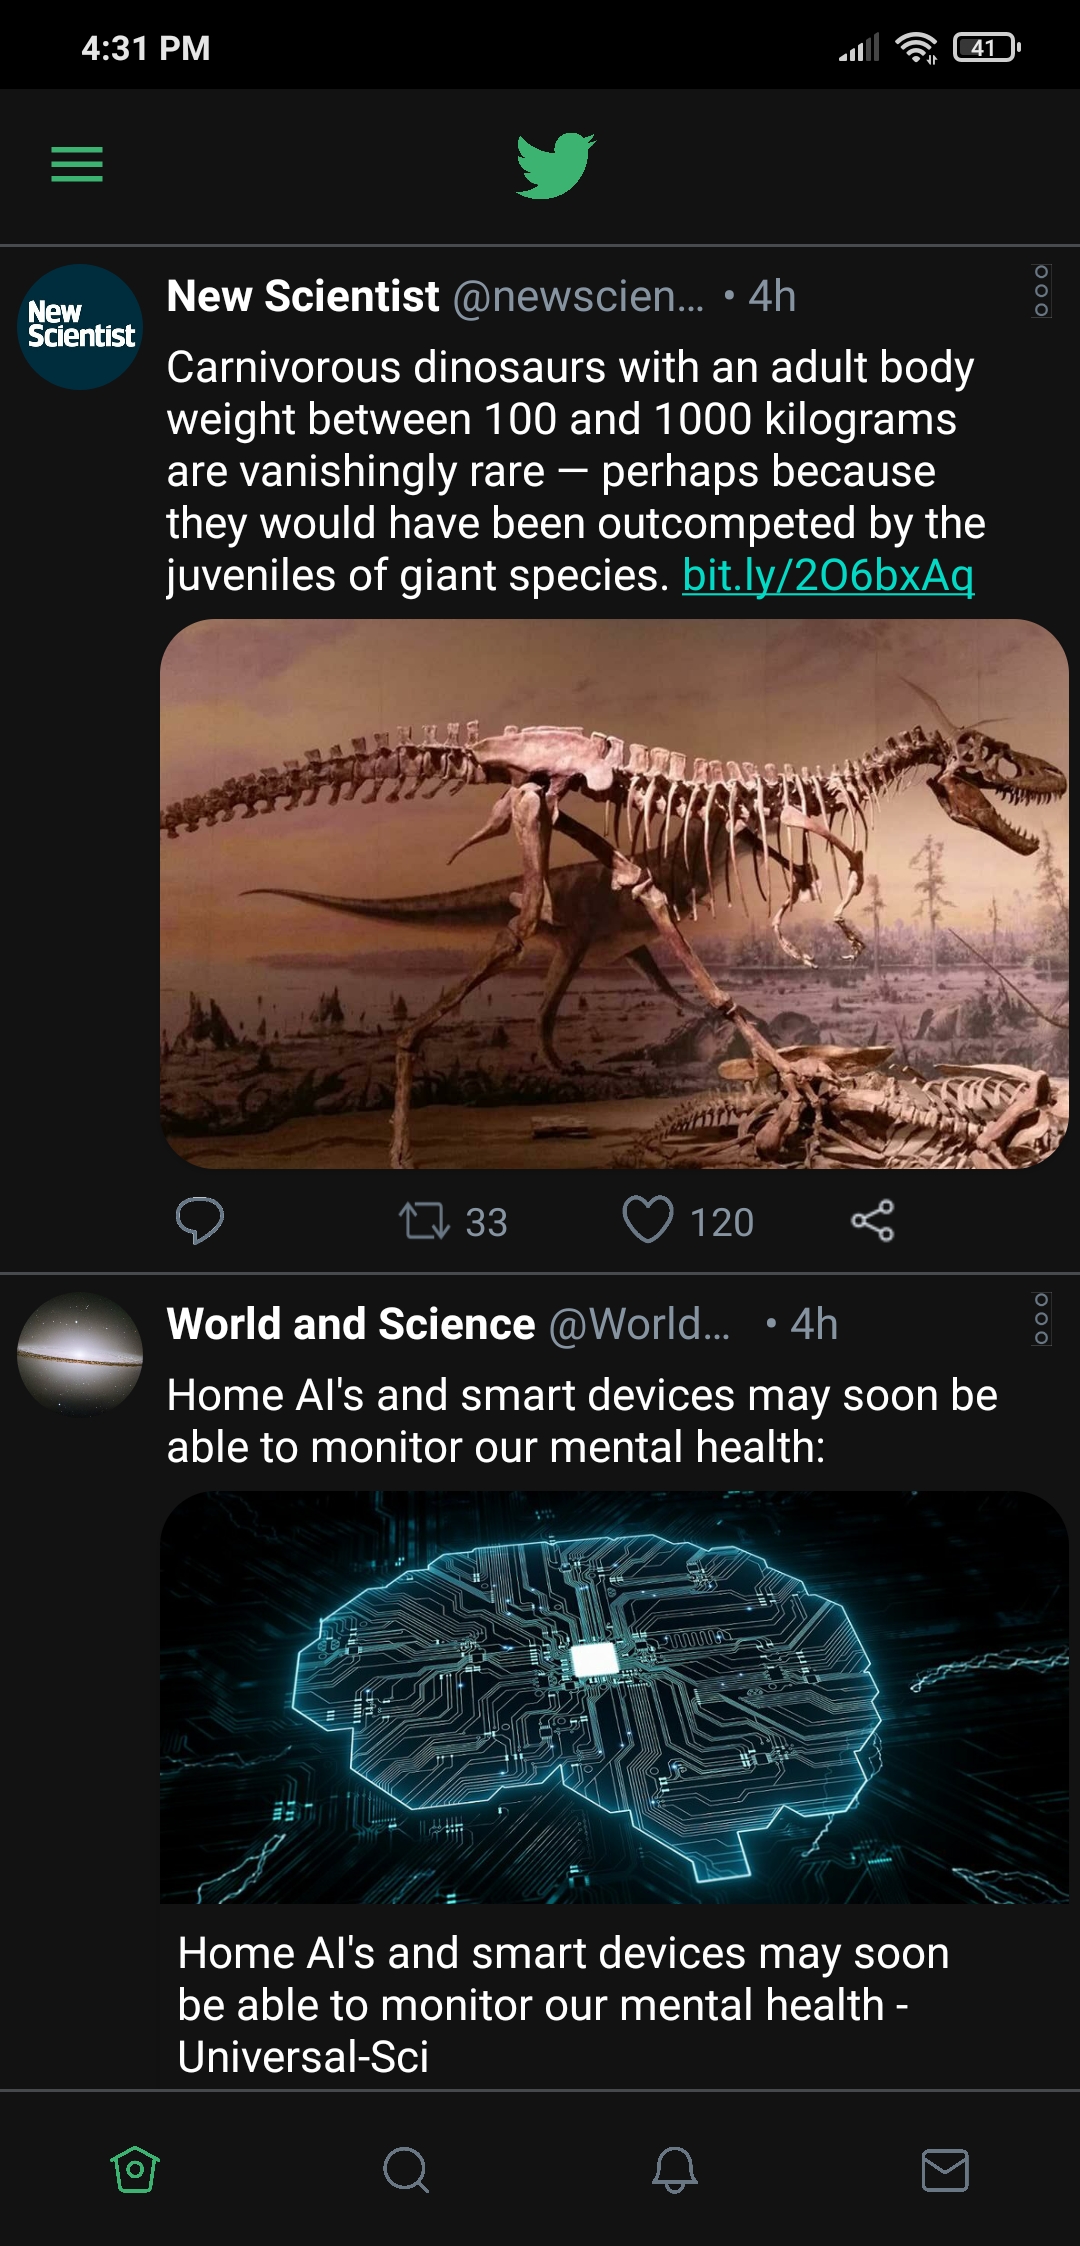 4:31 PM
41
New Scientist @newscien... • 4h
New
Scientist
Carnivorous dinosaurs with an adult body
weight between 100 and 1000 kilograms
are vanishingly rare — perhaps because
they would have been outcompeted by the
juveniles of giant species. bit.ly/2O6bxAq
33
120
World and Science @World... • 4h
Home AI's and smart devices may soon be
able to monitor our mental health:
Home AI's and smart devices may soon
be able to monitor our mental health -
Universal-Sci